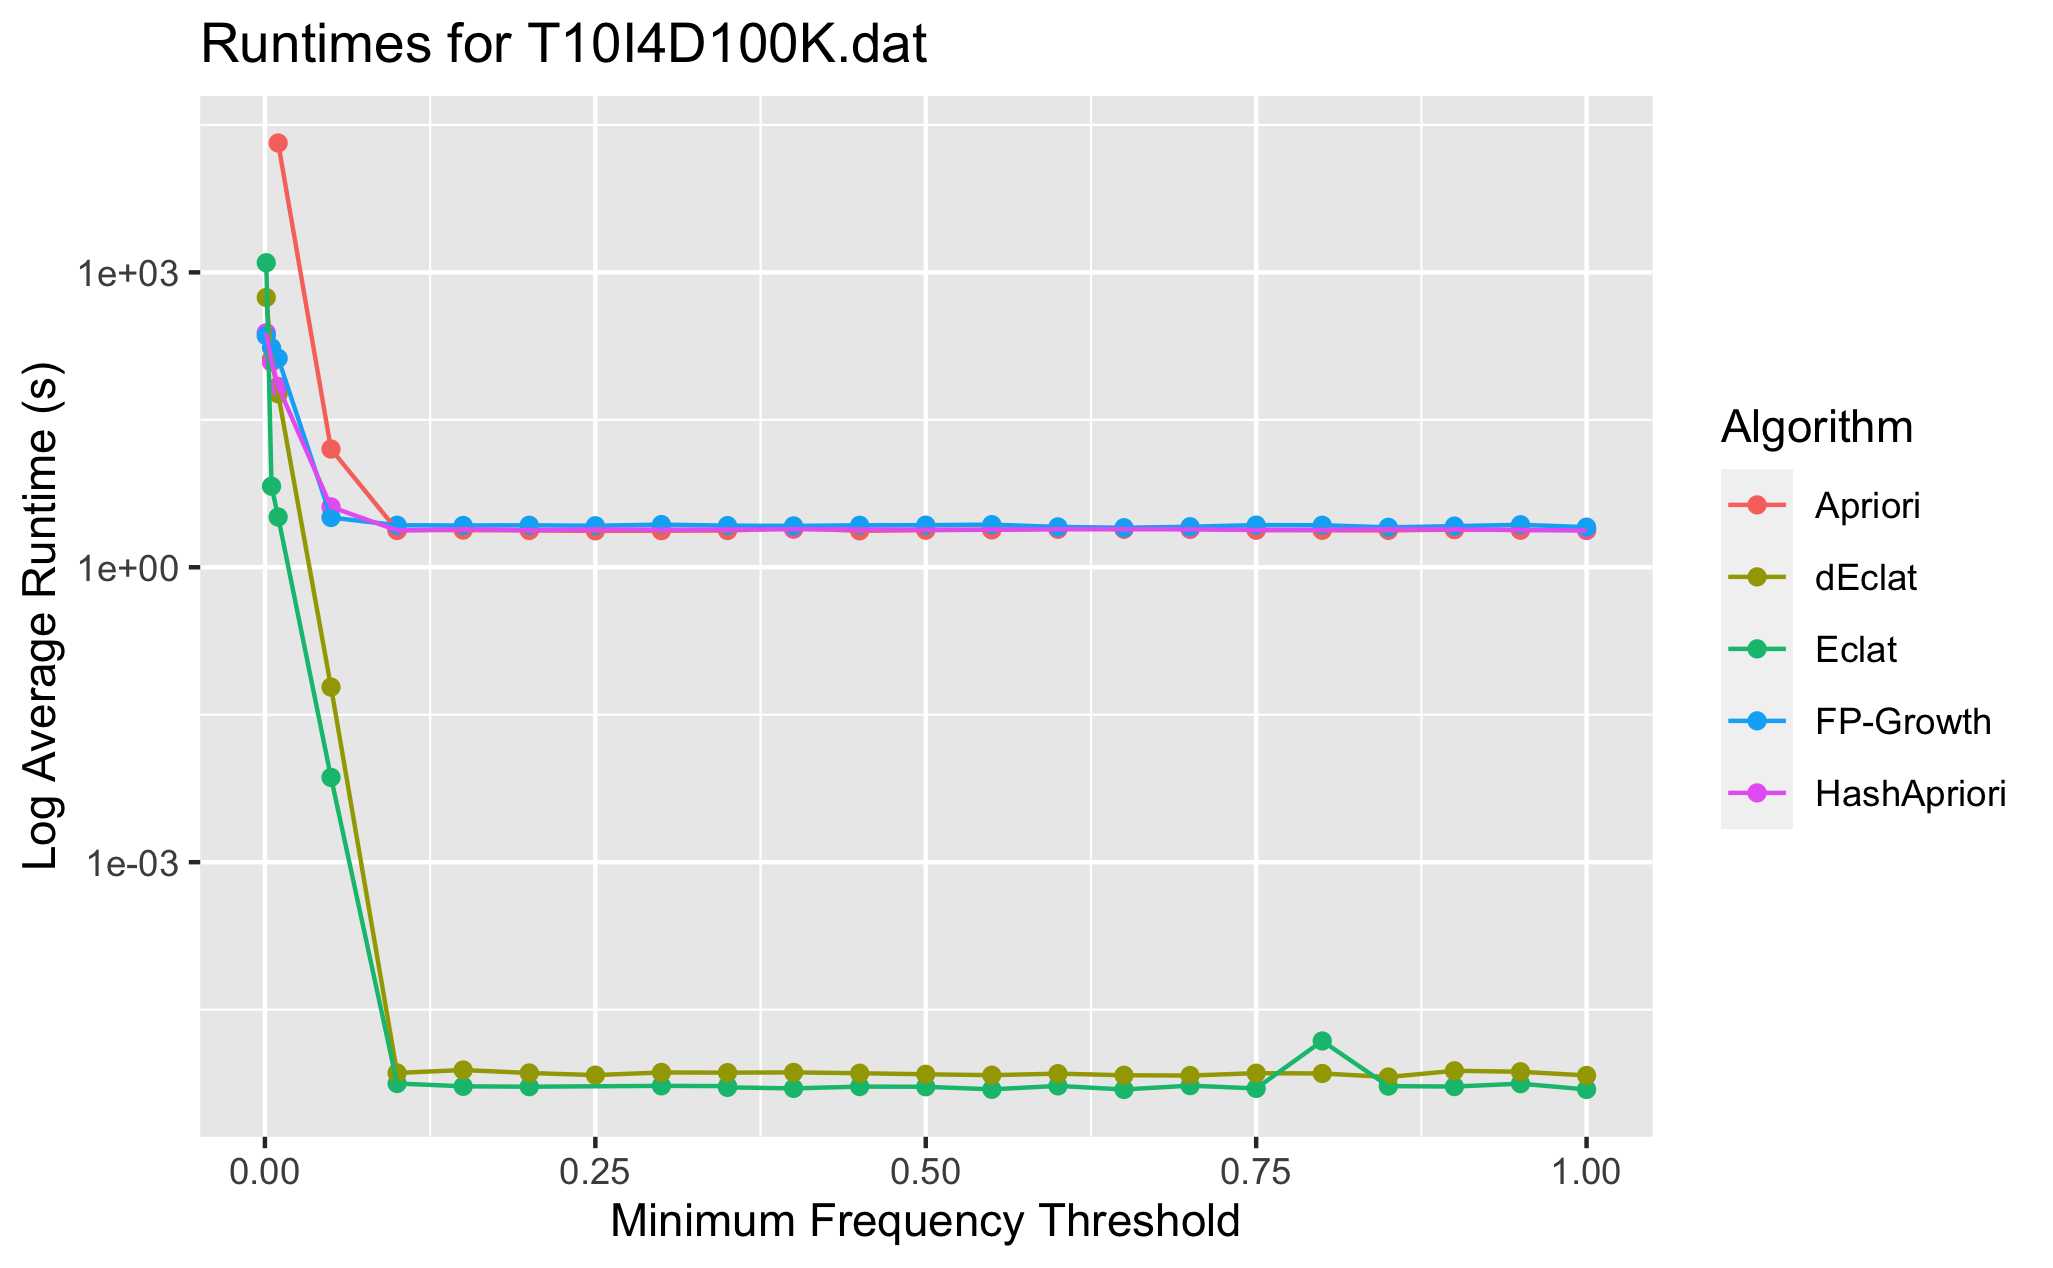 Runtimes for T10I4D100K.dat
Log Average Runtime (s)
1e+03
1e+00
1e-03
0.00 0.25 0.50 0.75 1.00
Minimum Frequency Threshold
Algorithm
Apriori
dEclat
Eclat
FP-Growth
HashApriori